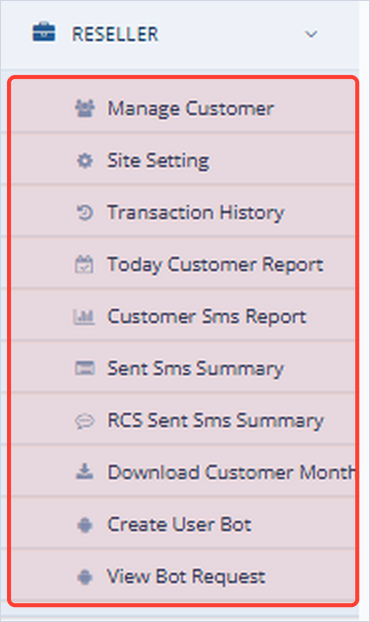 RESELLER
Manage Customer
Site Setting
Transaction History
Today Customer Report
Customer Sms Report
Sent Sms Summary
RCS Sent Sms Summary
Download Customer Month
Create User Bot
View Bot Request